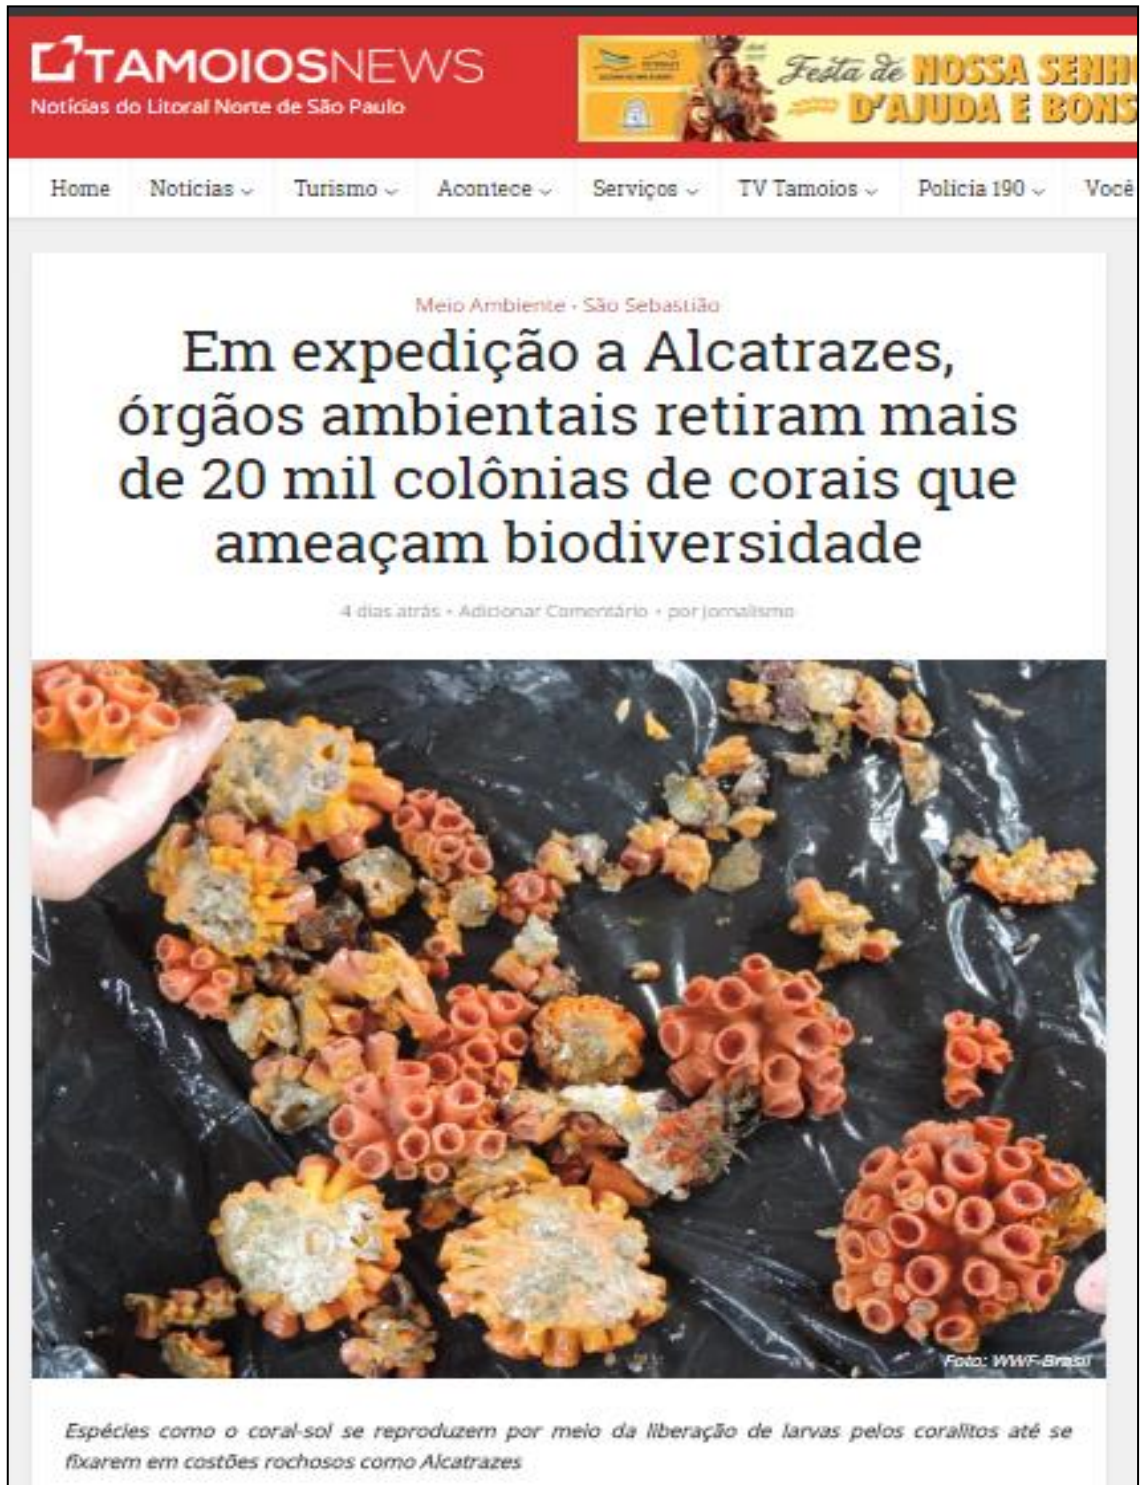 TAMOIOSNEWS
Notícias do Litoral Norte de São Paulo
Festa de NOSSA SENH
D'AJUDA E BONS
Home Noticias Turismo Acontece Serviços TV Tamoios Policia 190 Você
Meio Ambiente • São Sebastião
Em expedição a Alcatrazes,
órgãos ambientais retiram mais
de 20 mil colônias de corais que
ameaçam biodiversidade
4 dias atrás • Adicionar Comentário • por jornalismo
Foto: WWF-Brasil
Espécies como o coral-sol se reproduzem por meio da liberação de larvas pelos coralitos até se
fixarem em costões rochosos como Alcatrazes